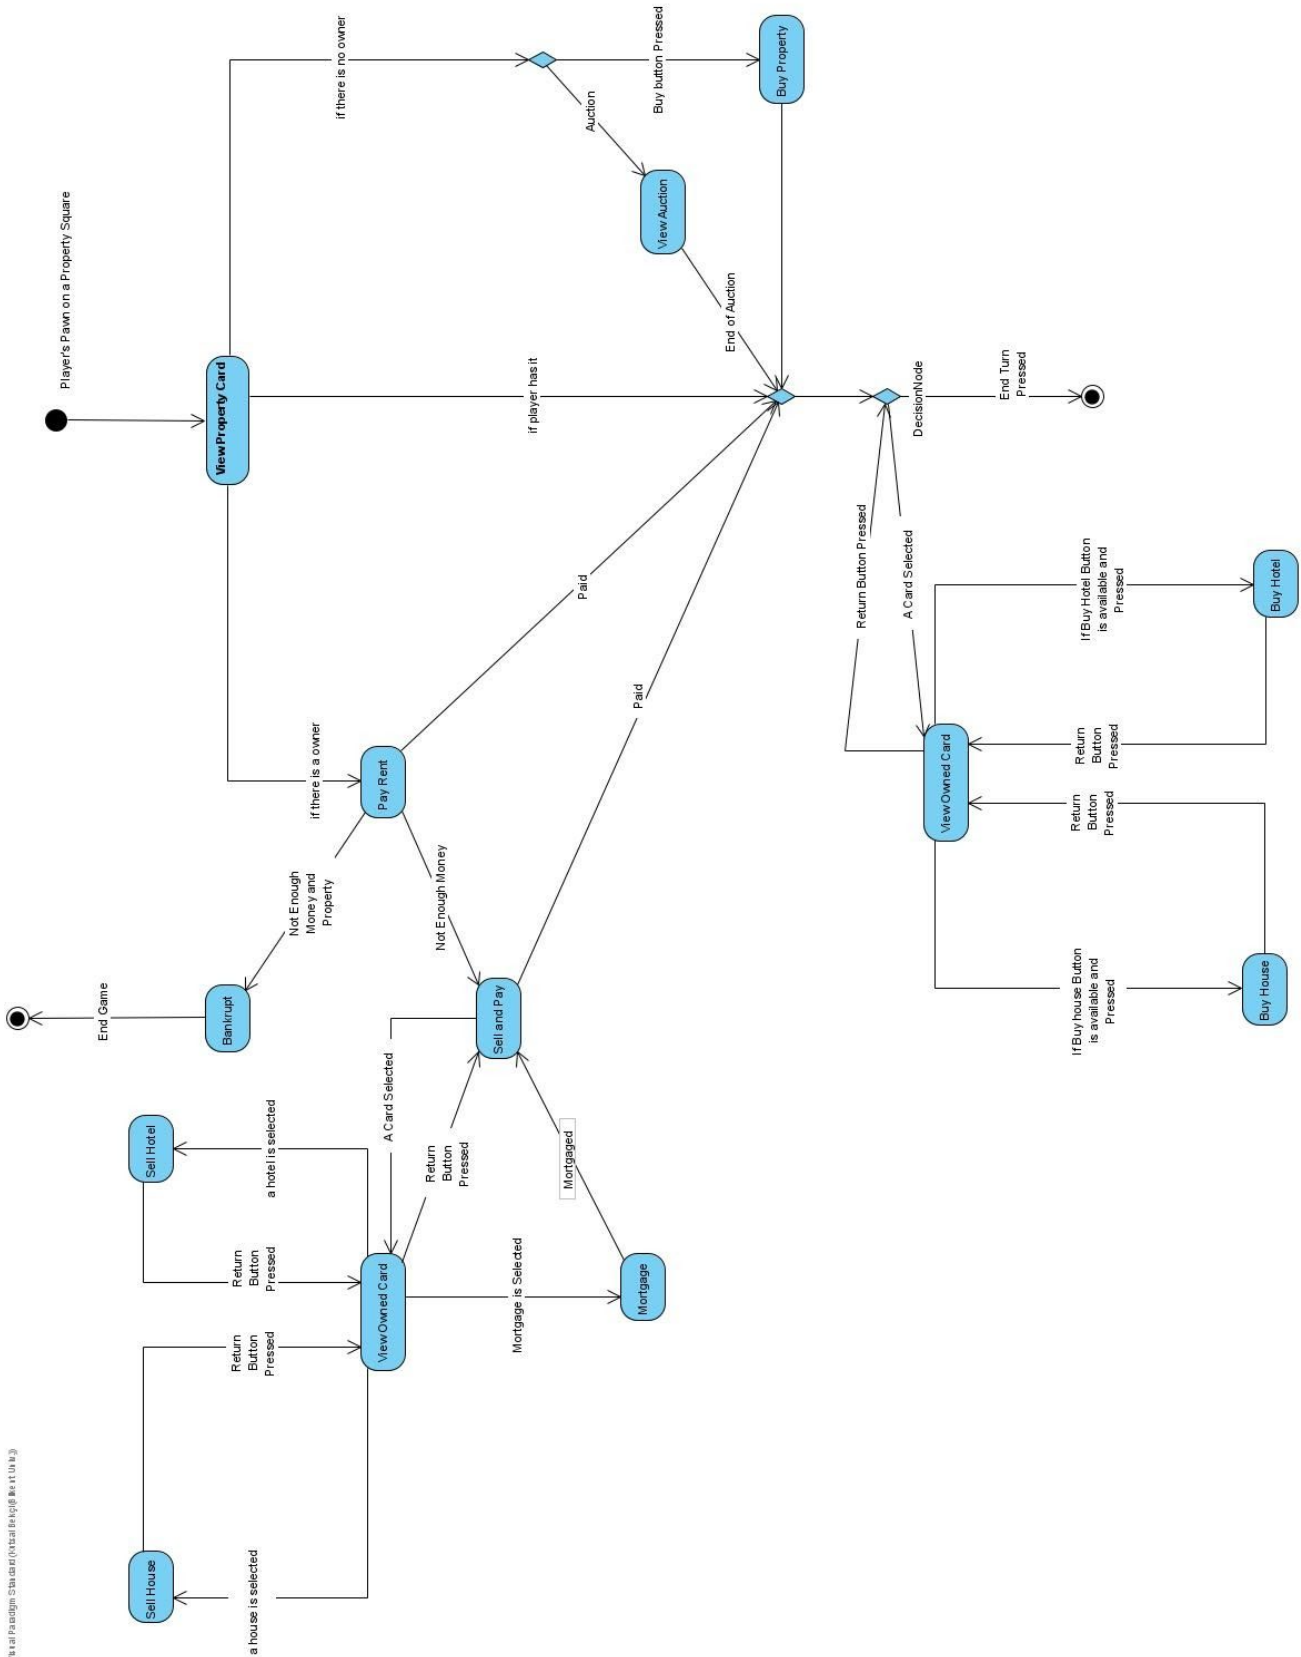 Player's Pawn on a Property Square
View Property Card
if there is no owner
Auction
Buy button Pressed
Buy Property
View Auction
End of Auction
if player has it
DecisionNode
End Turn
Pressed
if there is a owner
Pay Rent
Paid
Paid
Not Enough
Money and
Property
Not Enough Money
Bankrupt
End Game
Sell and Pay
A Card Selected
Return
Button
Pressed
Mortgaged
Mortgage is Selected
Mortgage
View Owned Card
a hotel is selected
Sell Hotel
Return
Button
Pressed
Return
Button
Pressed
a house is selected
Sell House
Return Button Pressed
A Card Selected
View Owned Card
If Buy Hotel Button
is available and
Pressed
Buy Hotel
Return
Button
Pressed
Return
Button
Pressed
If Buy house Button
is available and
Pressed
Buy House
Paradigm Standard